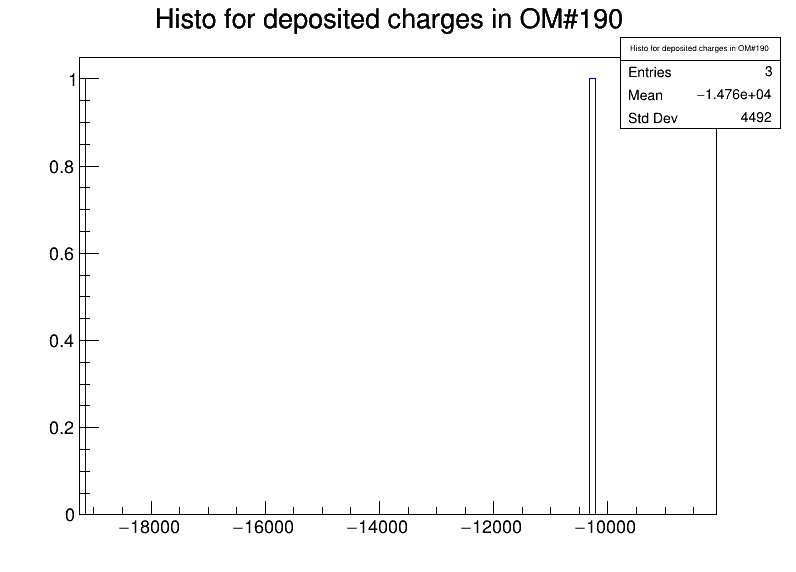 Histo for deposited charges in OM#190
Histo for deposited charges in OM#190
Entries 3
Mean −1.476e+04
Std Dev 4492
1
0.8
0.6
0.4
0.2
0
−18000 −16000 −14000 −12000 −10000